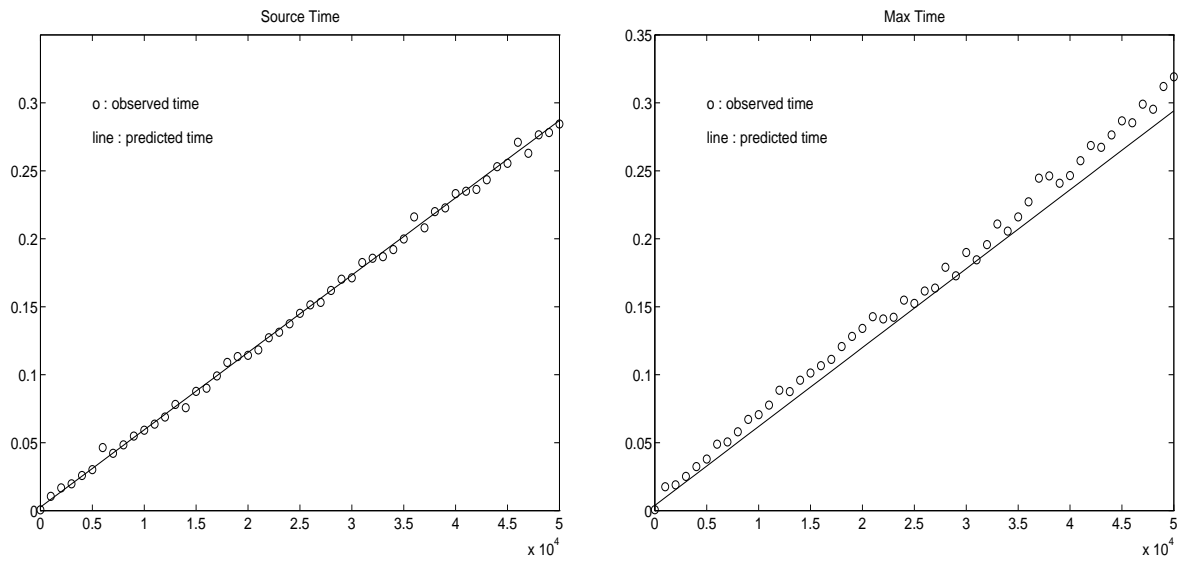 Source Time
0.3
0.25
0.2
0.15
0.1
0.05
0
o : observed time
line : predicted time
0 0.5 1 1.5 2 2.5 3 3.5 4 4.5 5
x 10^4
Max Time
0.35
0.3
0.25
0.2
0.15
0.1
0.05
0
o : observed time
line : predicted time
0 0.5 1 1.5 2 2.5 3 3.5 4 4.5 5
x 10^4